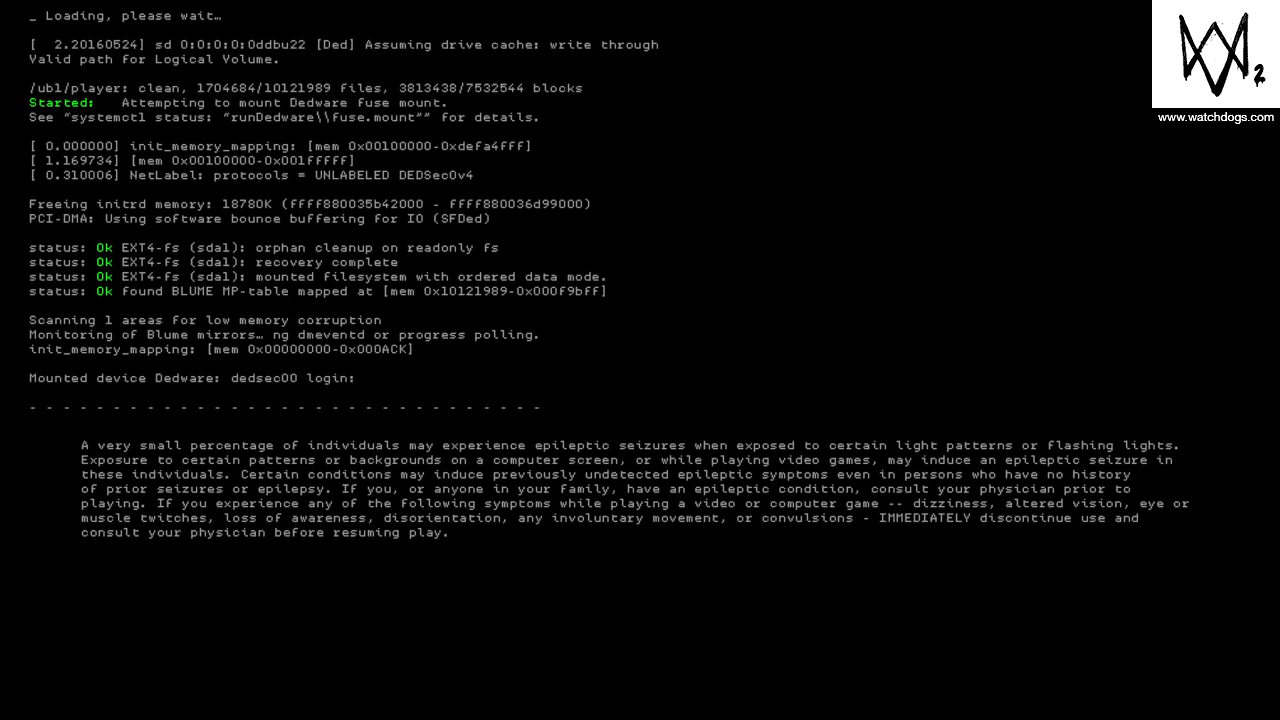 _ Loading, please wait…
[  2.20160524] sd 0:0:0:0:0ddbu22 [Ded] Assuming drive cache: write through
Valid path for Logical Volume.
/ubi/player: clean, 1704684/10121989 files, 3813438/7532544 blocks
Started:   Attempting to mount Dedware fuse mount.
See “systemctl status: “runDedware\\fuse.mount”” for details.
[ 0.000000] init_memory_mapping: [mem 0x00100000-0xdefa4fff]
[ 1.169734] [mem 0x00100000-0x001fffff]
[ 0.310006] NetLabel: protocols = UNLABELED DEDSec0v4
Freeing initrd memory: 18780K (ffff880035b42000 - ffff880036d99000)
PCI-DMA: Using software bounce buffering for IO (SFDed)
status: Ok EXT4-fs (sda1): orphan cleanup on readonly fs
status: Ok EXT4-fs (sda1): recovery complete
status: Ok EXT4-fs (sda1): mounted filesystem with ordered data mode.
status: Ok found BLUME MP-table mapped at [mem 0x10121989-0x000f9bff]
Scanning 1 areas for low memory corruption
Monitoring of Blume mirrors… ng dmeventd or progress polling.
init_memory_mapping: [mem 0x00000000-0x000ACK]
Mounted device Dedware: dedsec00 login:
- - - - - - - - - - - - - - - - - - - - - - - - - - - - - - -
A very small percentage of individuals may experience epileptic seizures when exposed to certain light patterns or flashing lights.
Exposure to certain patterns or backgrounds on a computer screen, or while playing video games, may induce an epileptic seizure in
these individuals. Certain conditions may induce previously undetected epileptic symptoms even in persons who have no history
of prior seizures or epilepsy. If you, or anyone in your family, have an epileptic condition, consult your physician prior to
playing. If you experience any of the following symptoms while playing a video or computer game -- dizziness, altered vision, eye or
muscle twitches, loss of awareness, disorientation, any involuntary movement, or convulsions - IMMEDIATELY discontinue use and
consult your physician before resuming play.
2
www.watchdogs.com